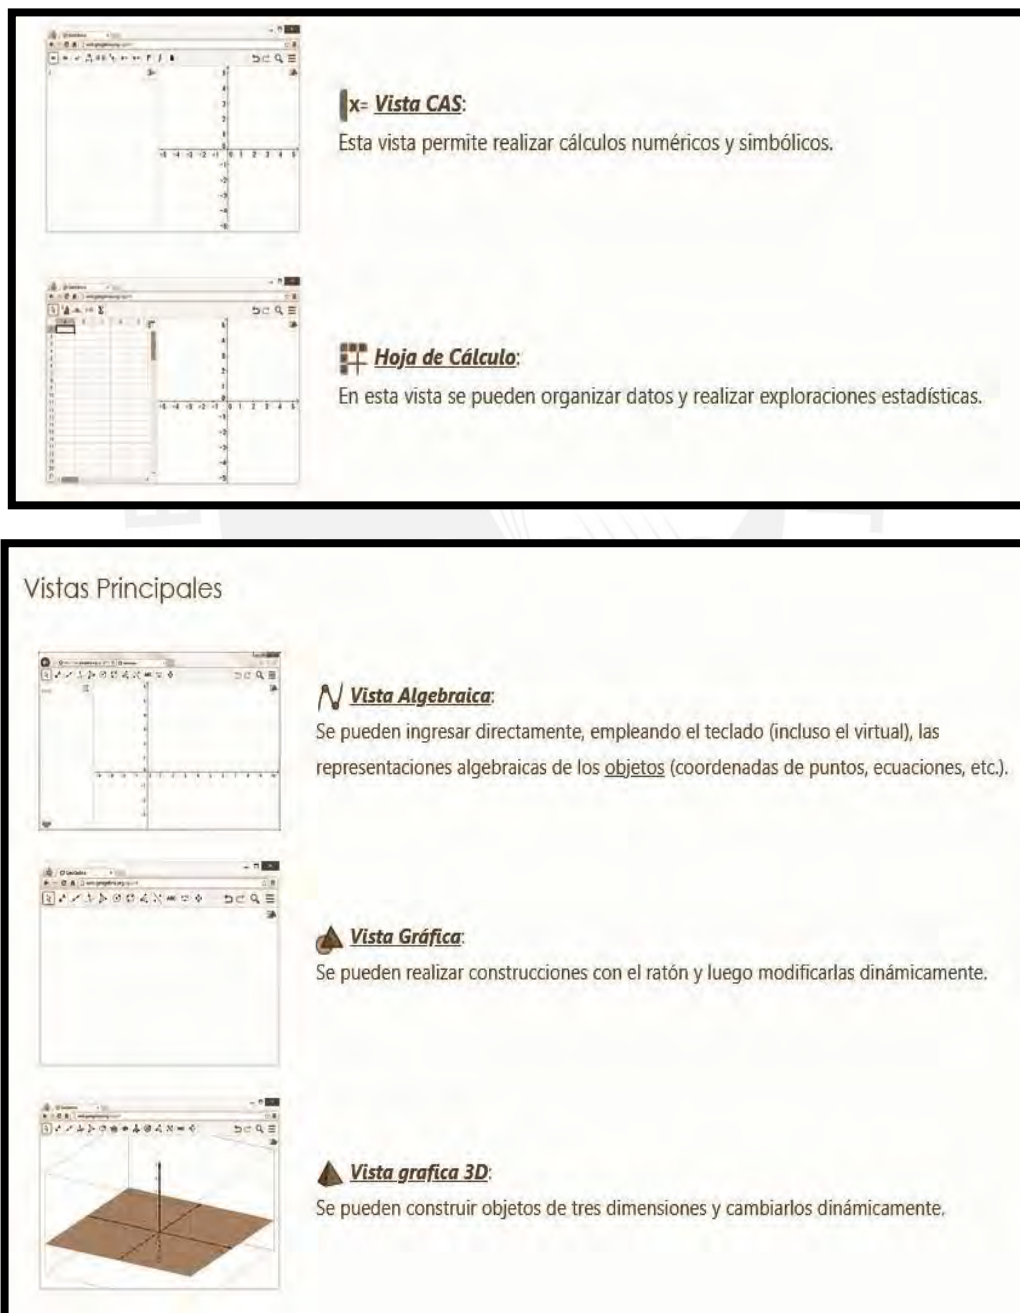 x= Vista CAS:
Esta vista permite realizar cálculos numéricos y simbólicos.
Hoja de Cálculo:
En esta vista se pueden organizar datos y realizar exploraciones estadísticas.
Vistas Principales
Vista Algebraica:
Se pueden ingresar directamente, empleando el teclado (incluso el virtual), las
representaciones algebraicas de los objetos (coordenadas de puntos, ecuaciones, etc.).
Vista Gráfica:
Se pueden realizar construcciones con el ratón y luego modificarlas dinámicamente.
Vista grafica 3D:
Se pueden construir objetos de tres dimensiones y cambiarlos dinámicamente.